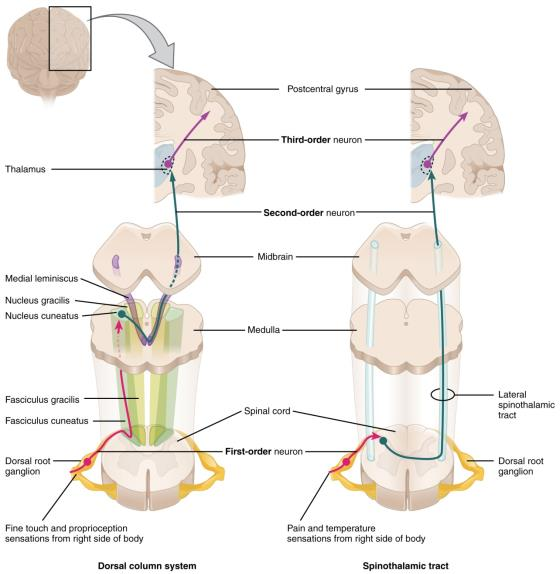 Postcentral gyrus
Third-order neuron
Thalamus
Second-order neuron
Midbrain
Medial leminiscus
Nucleus gracilis
Nucleus cuneatus
Medulla
Fasciculus gracilis
Lateral
spinothalamic
tract
Spinal cord
Fasciculus cuneatus
First-order neuron
Dorsal root
ganglion
Dorsal root
ganglion
Fine touch and proprioception
sensations from right side of body
Pain and temperature
sensations from right side of body
Dorsal column system
Spinothalamic tract